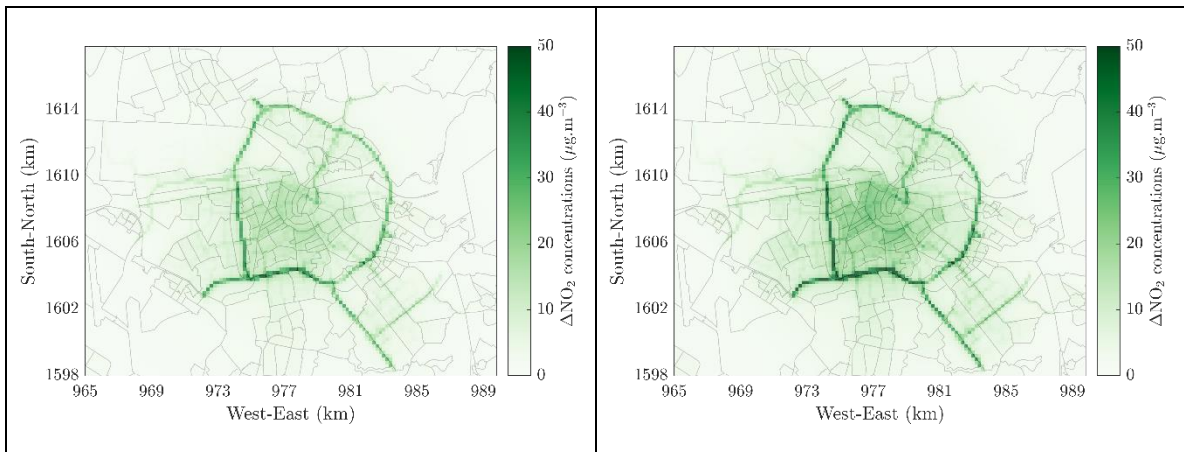 50
40
30
20
10
0
ΔNO₂ concentrations (μg.m⁻³)
1614
1610
1606
1602
1598
South-North (km)
965 969 973 977 981 985 989
West-East (km)
50
40
30
20
10
0
ΔNO₂ concentrations (μg.m⁻³)
1614
1610
1606
1602
1598
South-North (km)
965 969 973 977 981 985 989
West-East (km)